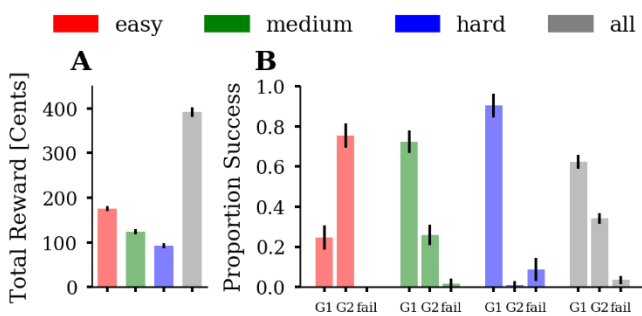 easy medium hard all
A B
Total Reward [Cents]
400
300
200
100
0
Proportion Success
1.0
0.8
0.6
0.4
0.2
0.0
G1 G2 fail G1 G2 fail G1 G2 fail G1 G2 fail